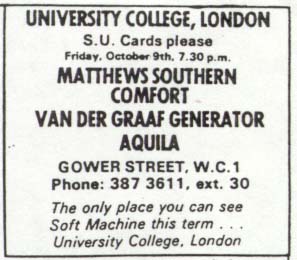 UNIVERSITY COLLEGE, LONDON
S.U. Cards please
Friday, October 9th, 7.30 p.m.
MATTHEWS SOUTHERN
COMFORT
VAN DER GRAAF GENERATOR
AQUILA
GOWER STREET, W.C.1
Phone: 387 3611, ext. 30
The only place you can see
Soft Machine this term . . .
University College, London